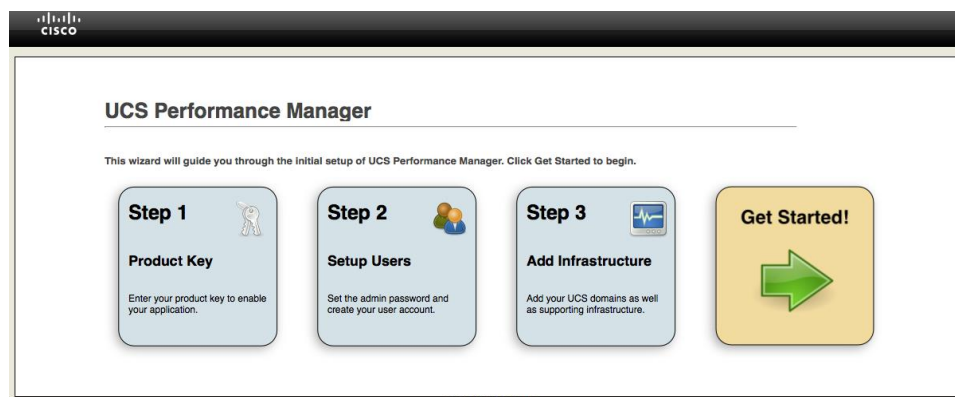 CISCO
UCS Performance Manager
This wizard will guide you through the initial setup of UCS Performance Manager. Click Get Started to begin.
Step 1
Product Key
Enter your product key to enable
your application.
Step 2
Setup Users
Set the admin password and
create your user account.
Step 3
Add Infrastructure
Add your UCS domains as well
as supporting infrastructure.
Get Started!